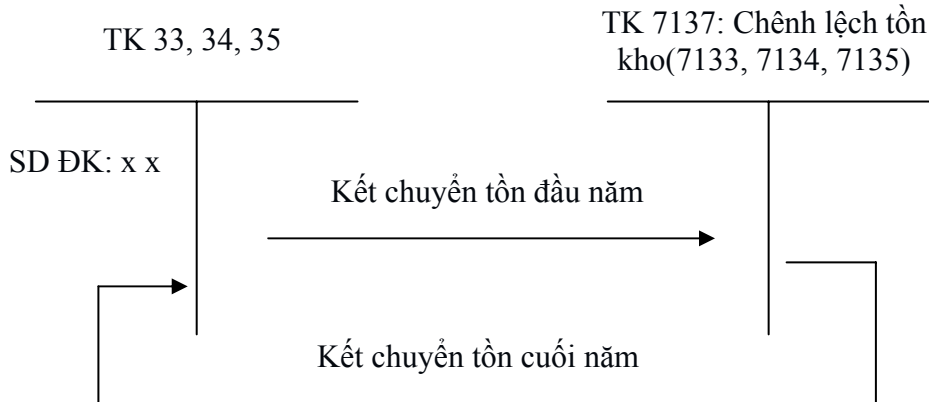 TK 33, 34, 35
TK 7137: Chênh lệch tồn
kho(7133, 7134, 7135)
SD ĐK: x x
Kết chuyển tồn đầu năm
Kết chuyển tồn cuối năm